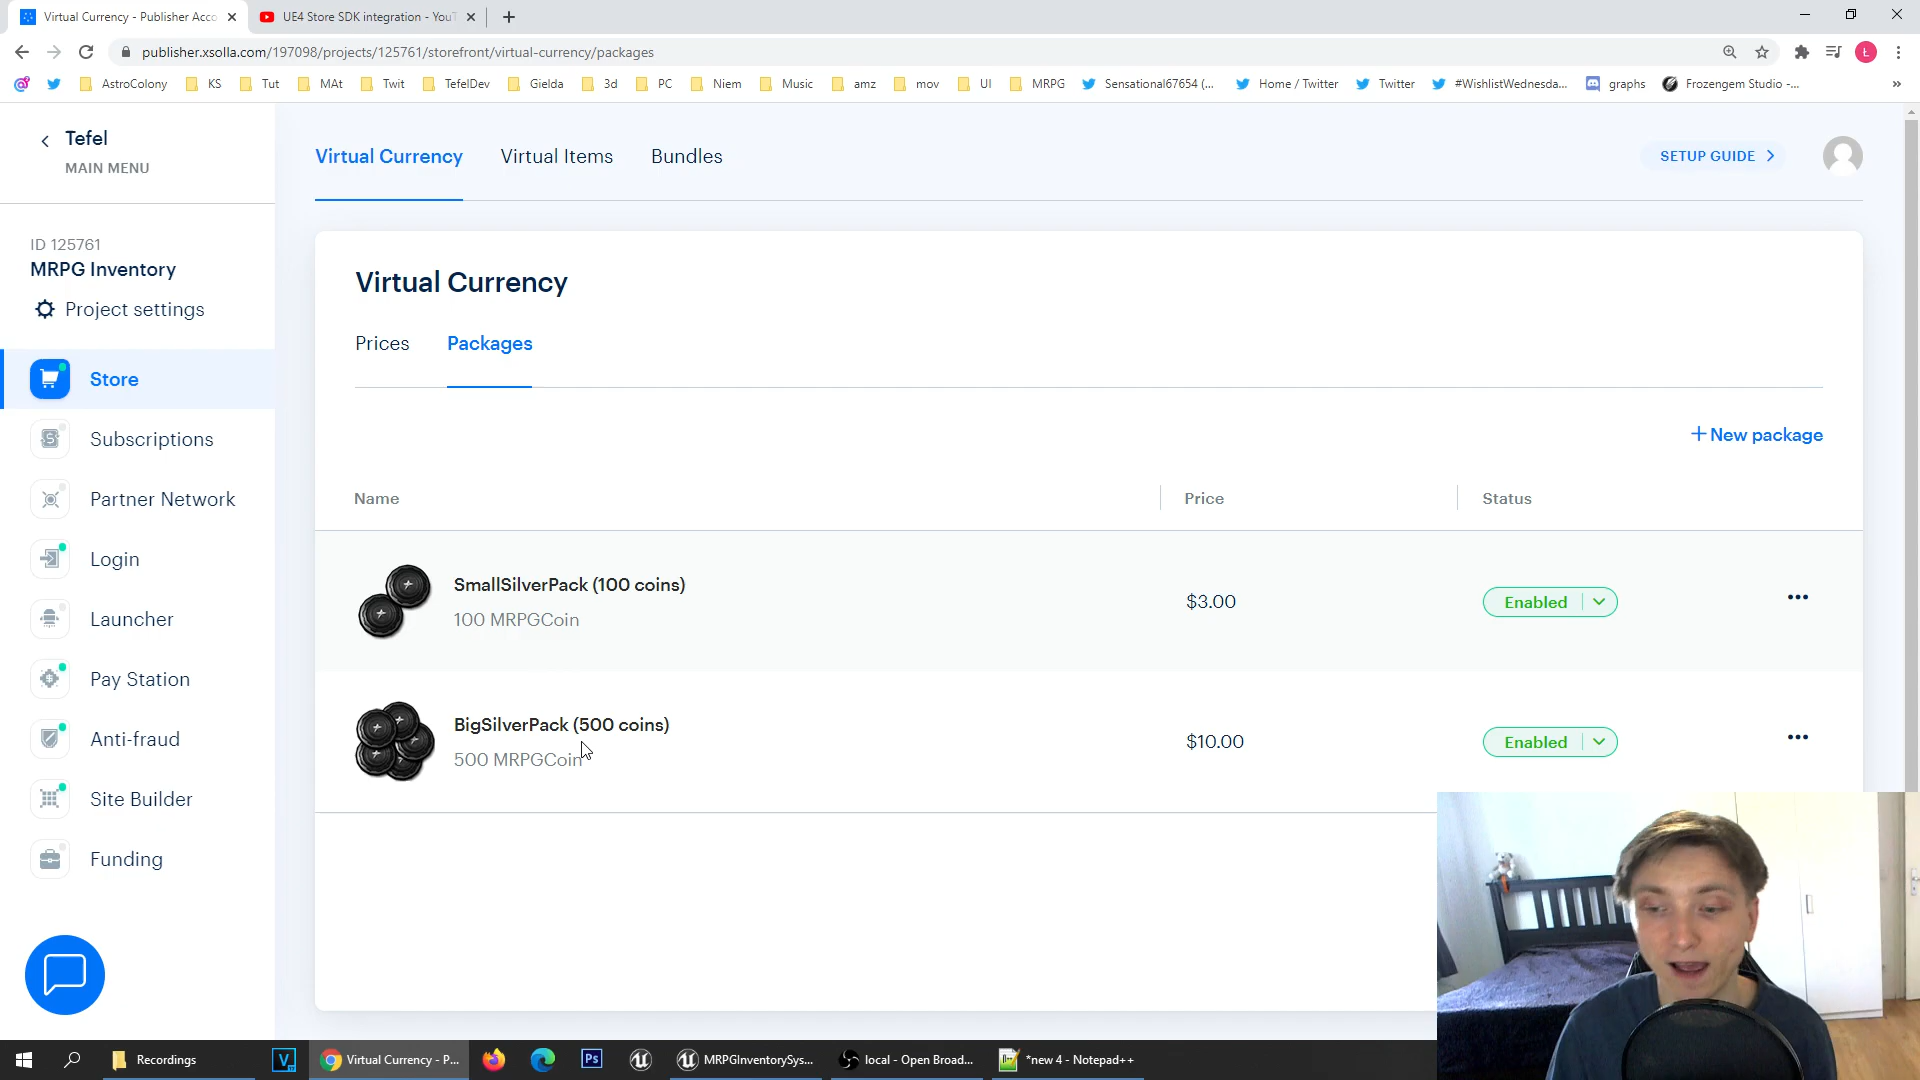 Virtual Currency - Publisher Acco
UE4 Store SDK integration - YouT
publisher.xsolla.com/197098/projects/125761/storefront/virtual-currency/packages
AstroColony
KS
Tut
MAt
Twit
TefelDev
Gielda
3d
PC
Niem
Music
amz
mov
UI
MRPG
Sensational67654 (...
Home / Twitter
Twitter
#WishlistWednesda...
graphs
Frozengem Studio -...
Tefel
MAIN MENU
Virtual Currency
Virtual Items
Bundles
SETUP GUIDE
ID 125761
MRPG Inventory
Project settings
Store
Subscriptions
Partner Network
Login
Launcher
Pay Station
Anti-fraud
Site Builder
Funding
Virtual Currency
Prices
Packages
+ New package
Name
Price
Status
SmallSilverPack (100 coins)
100 MRPGCoin
$3.00
Enabled
BigSilverPack (500 coins)
500 MRPGCoin
$10.00
Enabled
Recordings
Virtual Currency - P...
Ps
MRPGInventorySys...
local - Open Broad...
*new 4 - Notepad++